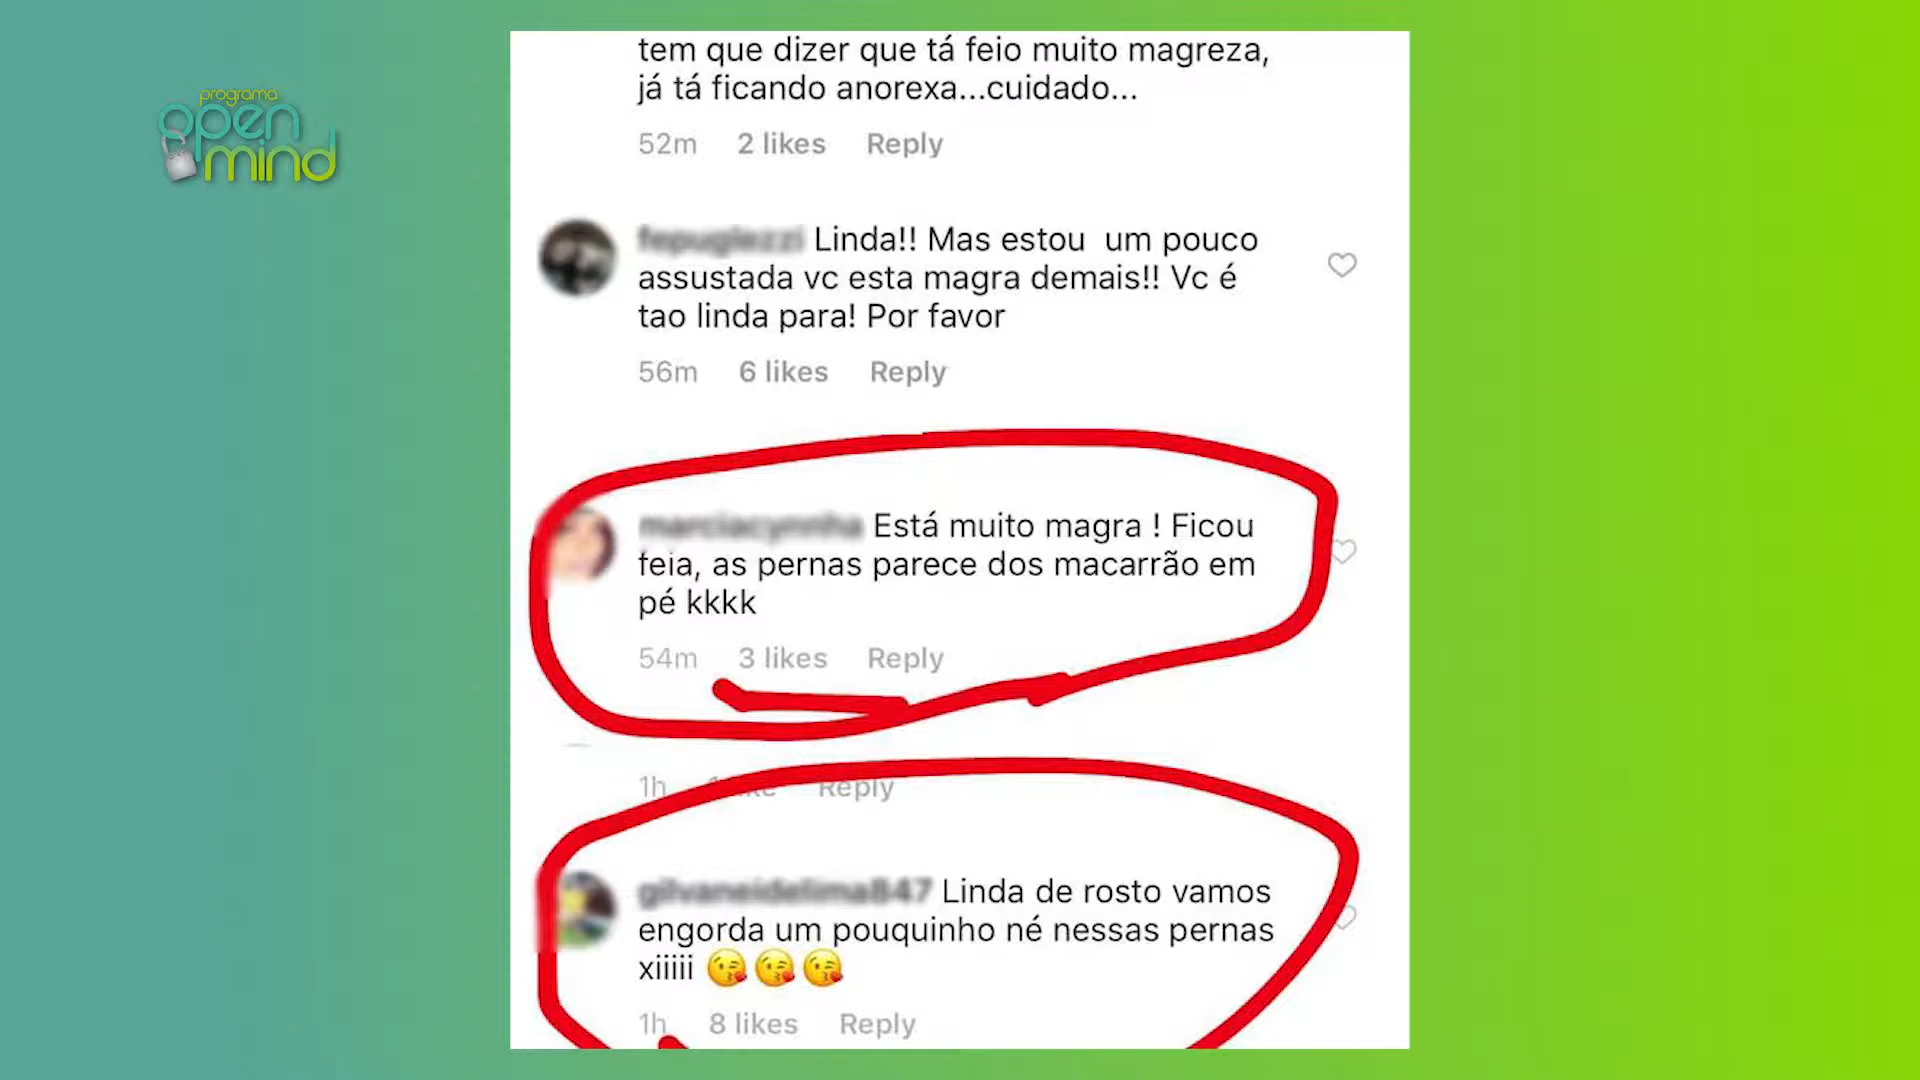 programa
open
mind
tem que dizer que tá feio muito magreza,
já tá ficando anorexa...cuidado...
52m 2 likes Reply
Linda!! Mas estou um pouco
assustada vc esta magra demais!! Vc é
tao linda para! Por favor
56m 6 likes Reply
Está muito magra ! Ficou
feia, as pernas parece dos macarrão em
pé kkkk
54m 3 likes Reply
1h Reply
Linda de rosto vamos
engorda um pouquinho né nessas pernas
xiiiii 😘😘😘
1h 8 likes Reply